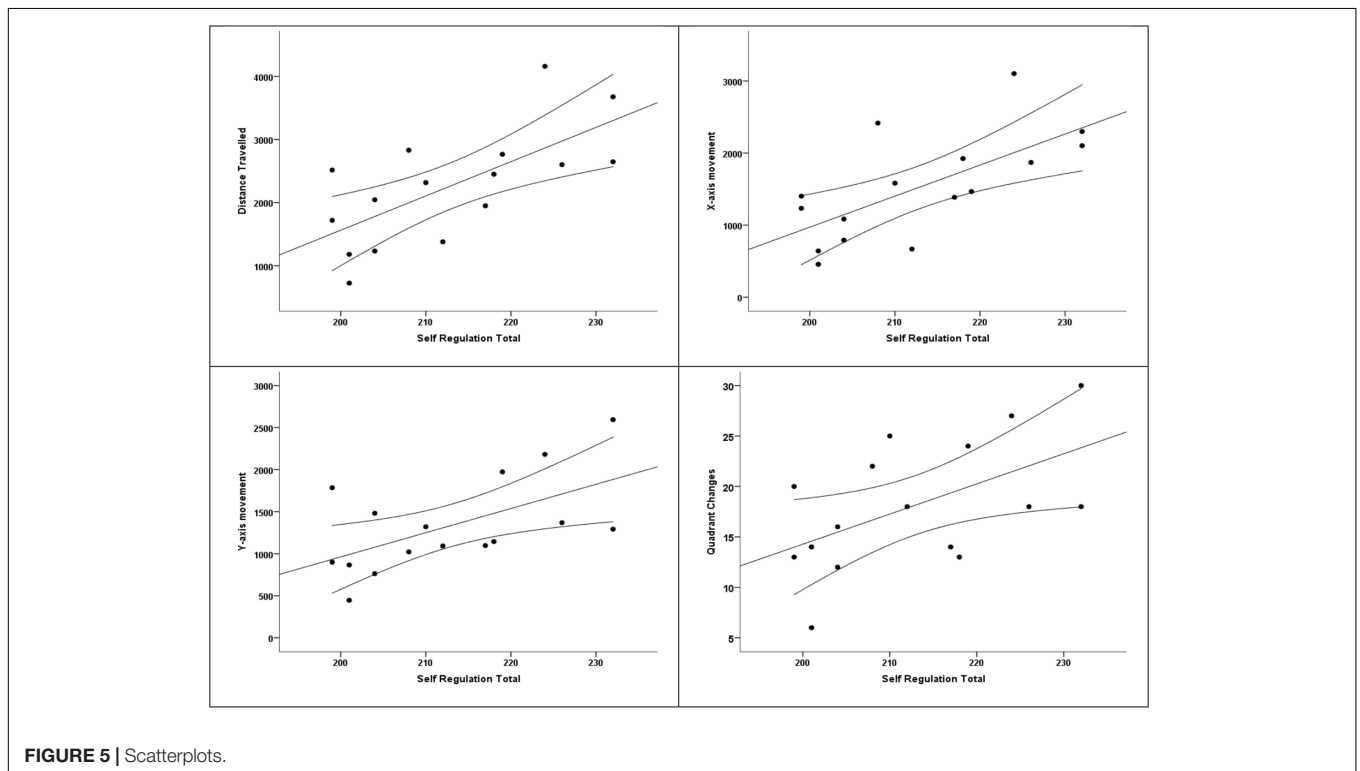 4000
3000
2000
1000
Distance Travelled
200 210 220 230
Self Regulation Total
3000
2000
1000
0
X-axis movement
200 210 220 230
Self Regulation Total
3000
2500
2000
1500
1000
500
0
Y-axis movement
200 210 220 230
Self Regulation Total
30
25
20
15
10
5
Quadrant Changes
200 210 220 230
Self Regulation Total
FIGURE 5 | Scatterplots.